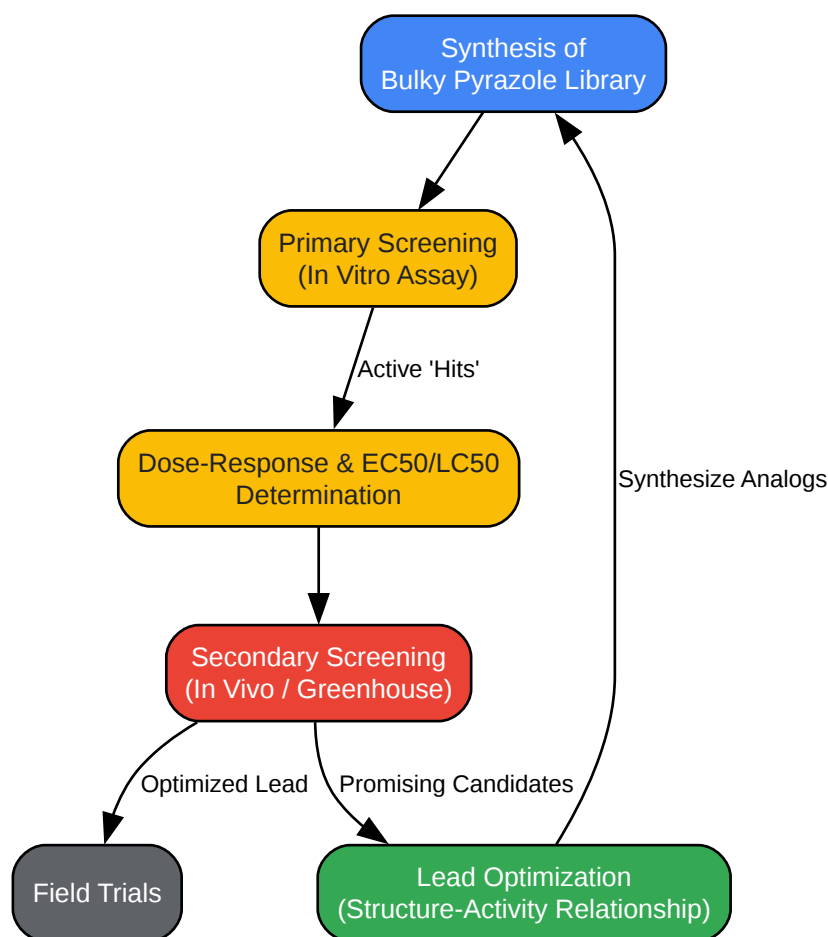 Synthesis of
Bulky Pyrazole Library
Primary Screening
(In Vitro Assay)
Active 'Hits'
Dose-Response & EC50/LC50
Determination
Synthesize Analogs
Secondary Screening
(In Vivo / Greenhouse)
Optimized Lead
Promising Candidates
Field Trials
Lead Optimization
(Structure-Activity Relationship)